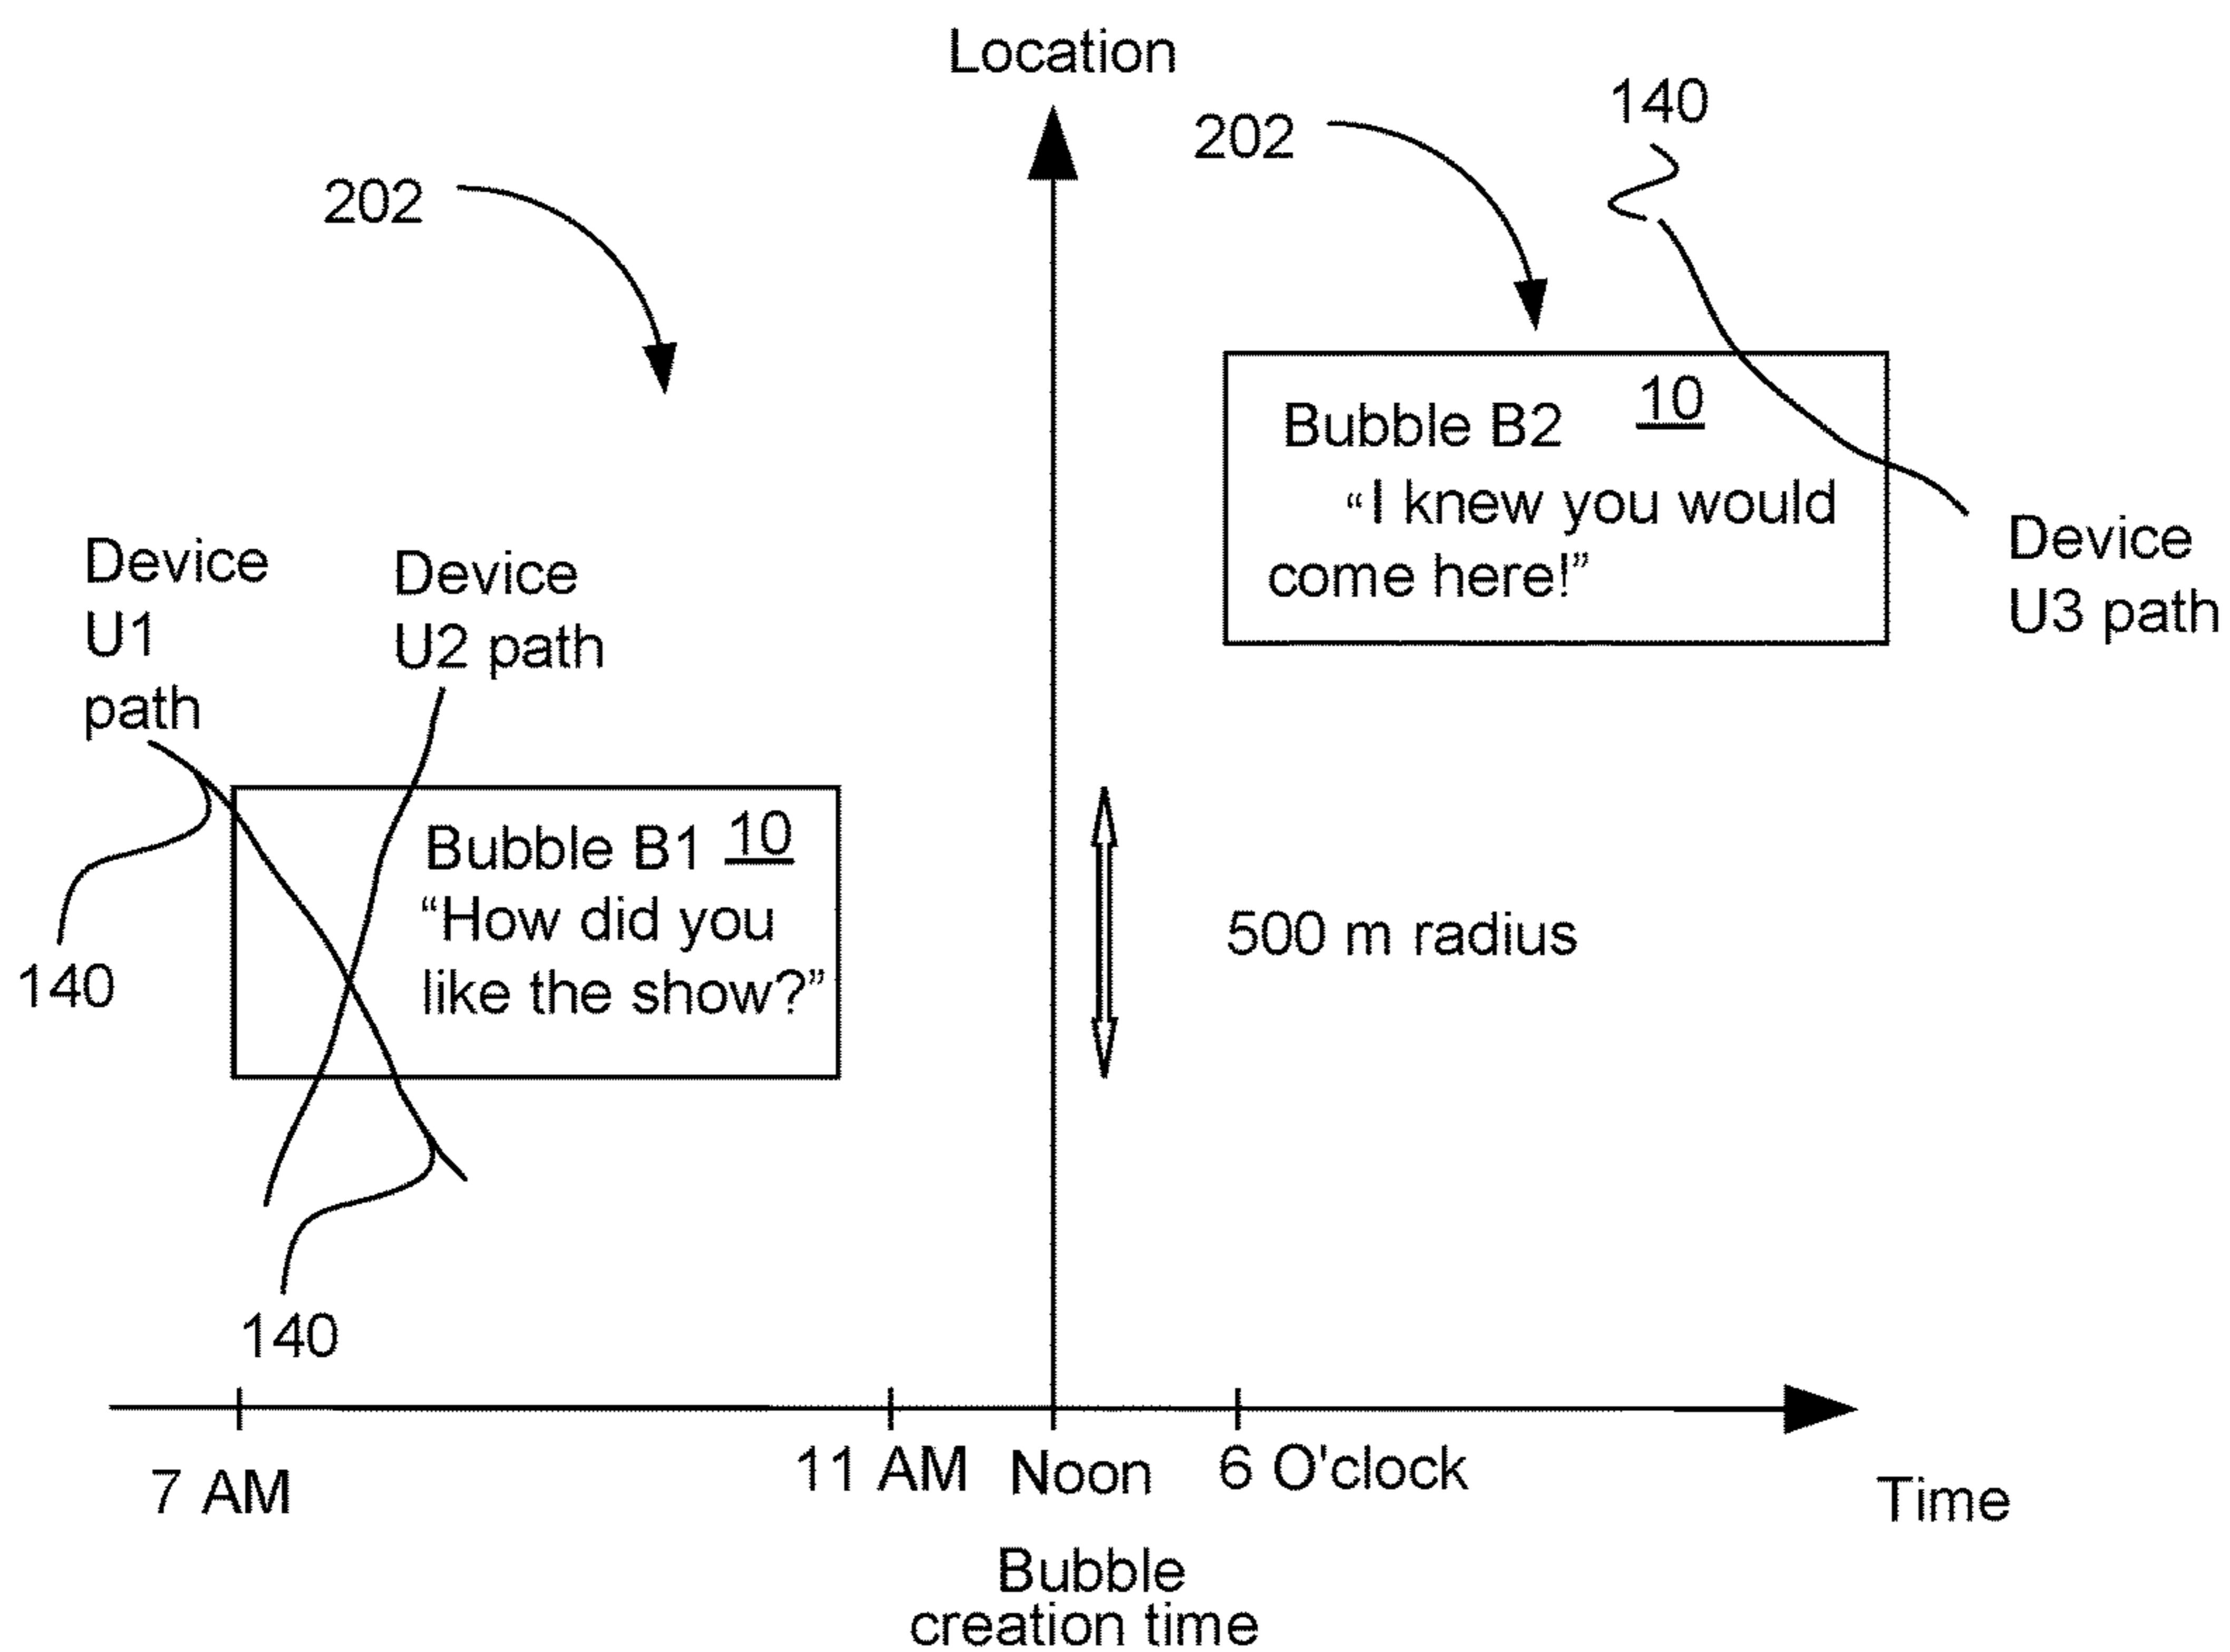 Location
202
202
140
Bubble B2 10
“I knew you would
come here!”
Device
U3 path
Device
U1
path
Device
U2 path
Bubble B1 10
“How did you
like the show?”
140
500 m radius
140
7 AM
11 AM
Noon
6 O'clock
Time
Bubble
creation time